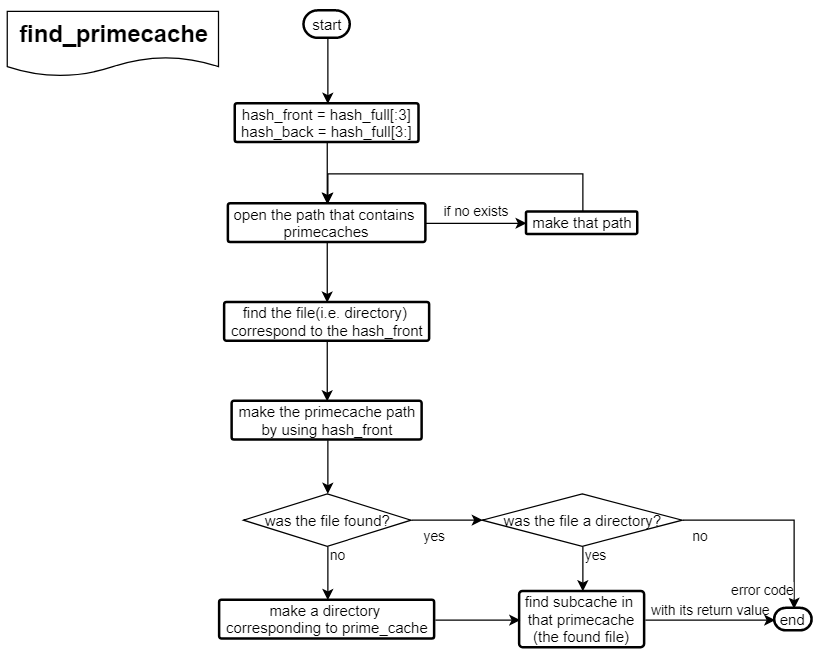 find_primecache
start
hash_front = hash_full[:3]
hash_back = hash_full[3:]
open the path that contains
primecaches
if no exists
make that path
find the file(i.e. directory)
correspond to the hash_front
make the primecache path
by using hash_front
was the file found?
yes
was the file a directory?
no
no
yes
make a directory
corresponding to prime_cache
find subcache in
that primecache
(the found file)
error code
with its return value
end